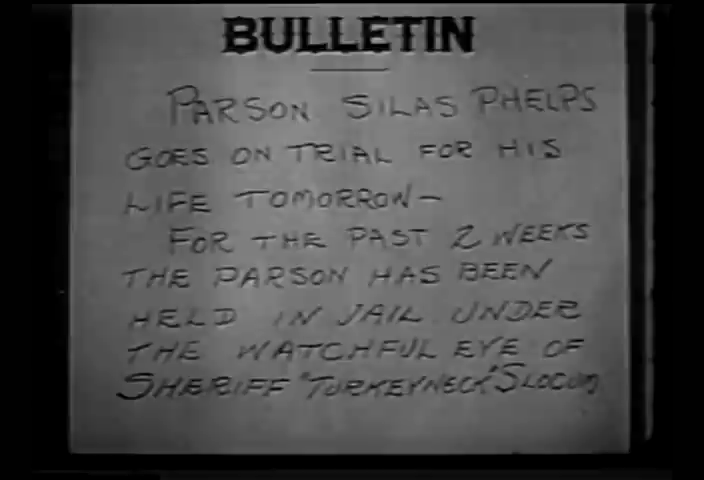 BULLETIN
PARSON SILAS PHELPS
GOES ON TRIAL FOR HIS
LIFE TOMORROW—
FOR THE PAST 2 WEEKS
THE PARSON HAS BEEN
HELD IN JAIL UNDER
THE WATCHFUL EYE OF
SHERIFF "TURKEYNECK" SLOCUM